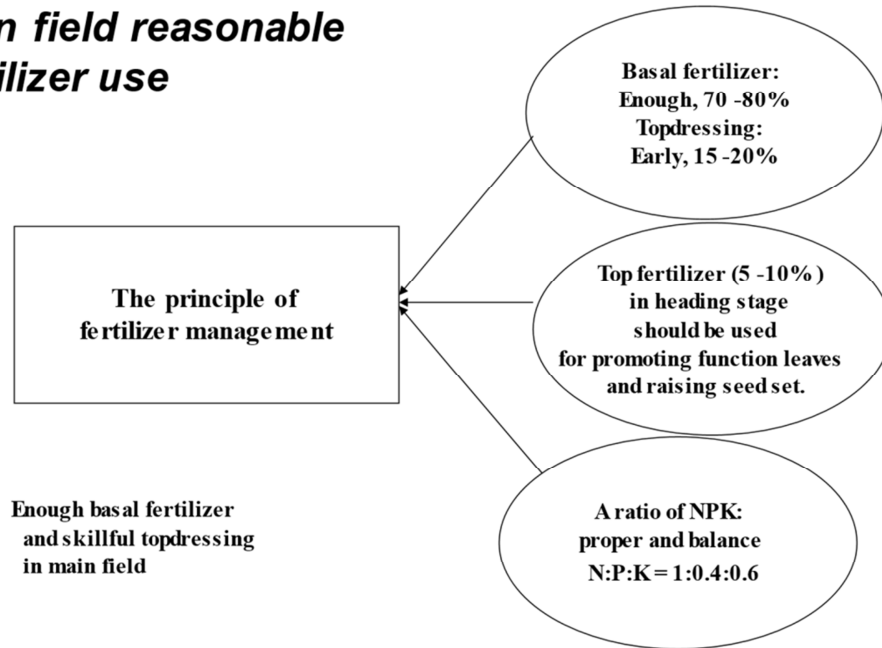 n field reasonable
ilizer use
Basal fertilizer:
Enough, 70 -80%
Topdressing:
Early, 15 -20%
The principle of
fertilizer management
Top fertilizer (5 -10% )
in heading stage
should be used
for promoting function leaves
and raising seed set.
Enough basal fertilizer
and skillful topdressing
in main field
A ratio of NPK:
proper and balance
N:P:K = 1:0.4:0.6